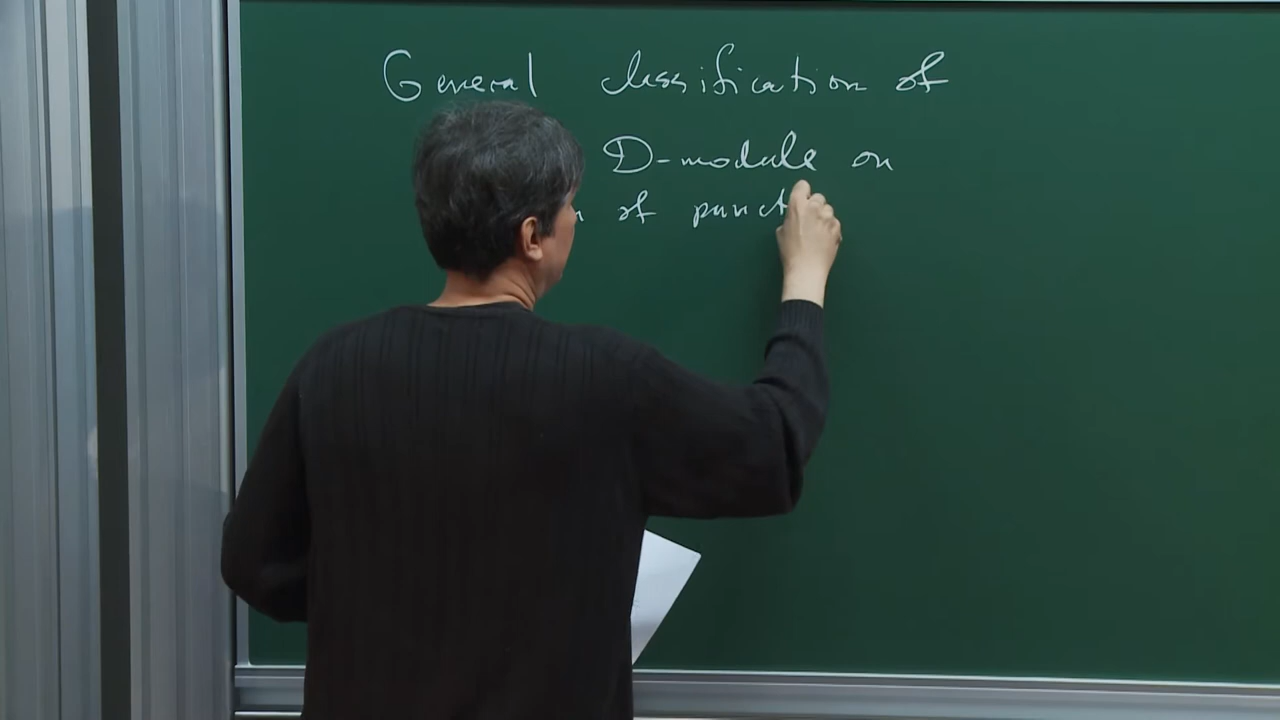 General classification of
D-module on
of punct